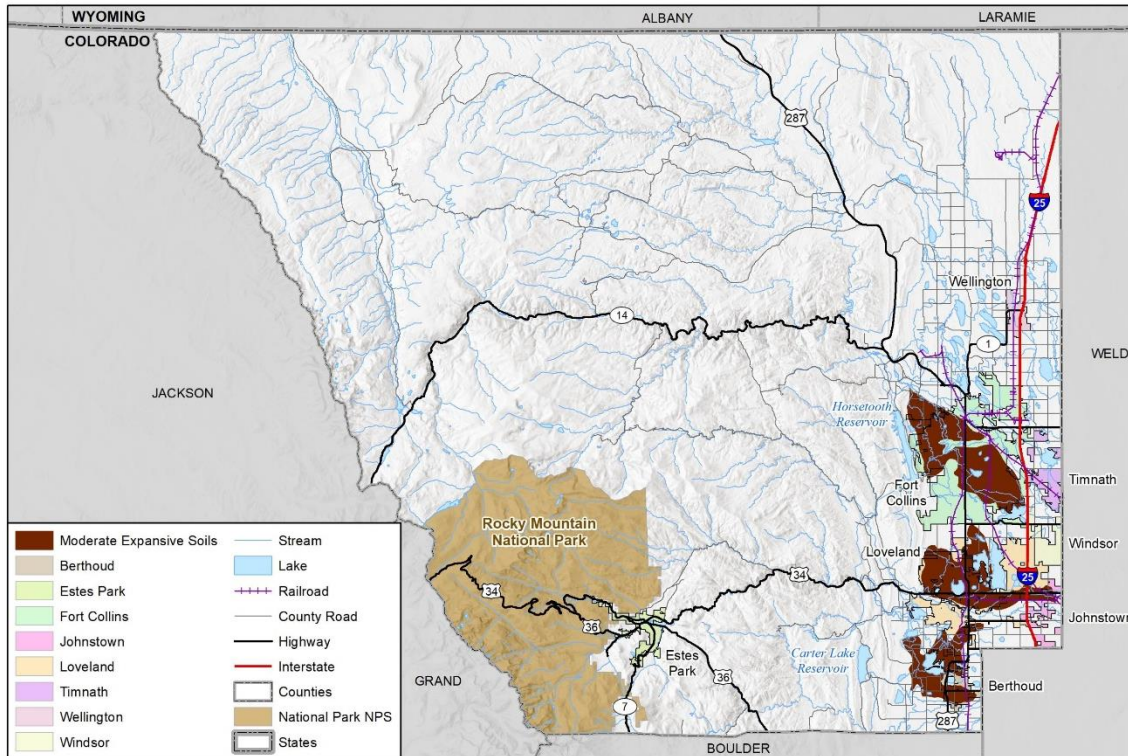 WYOMING
ALBANY
LARAMIE
COLORADO
287
25
Wellington
1
14
WELD
JACKSON
Horsetooth
Reservoir
Fort
Collins
Timnath
Rocky Mountain
National Park
Windsor
Loveland
34
25
34
36
Johnstown
Estes
Park
Carter Lake
Reservoir
GRAND
36
Berthoud
7
287
BOULDER
Moderate Expansive Soils
Berthoud
Estes Park
Fort Collins
Johnstown
Loveland
Timnath
Wellington
Windsor
Stream
Lake
Railroad
County Road
Highway
Interstate
Counties
National Park NPS
States